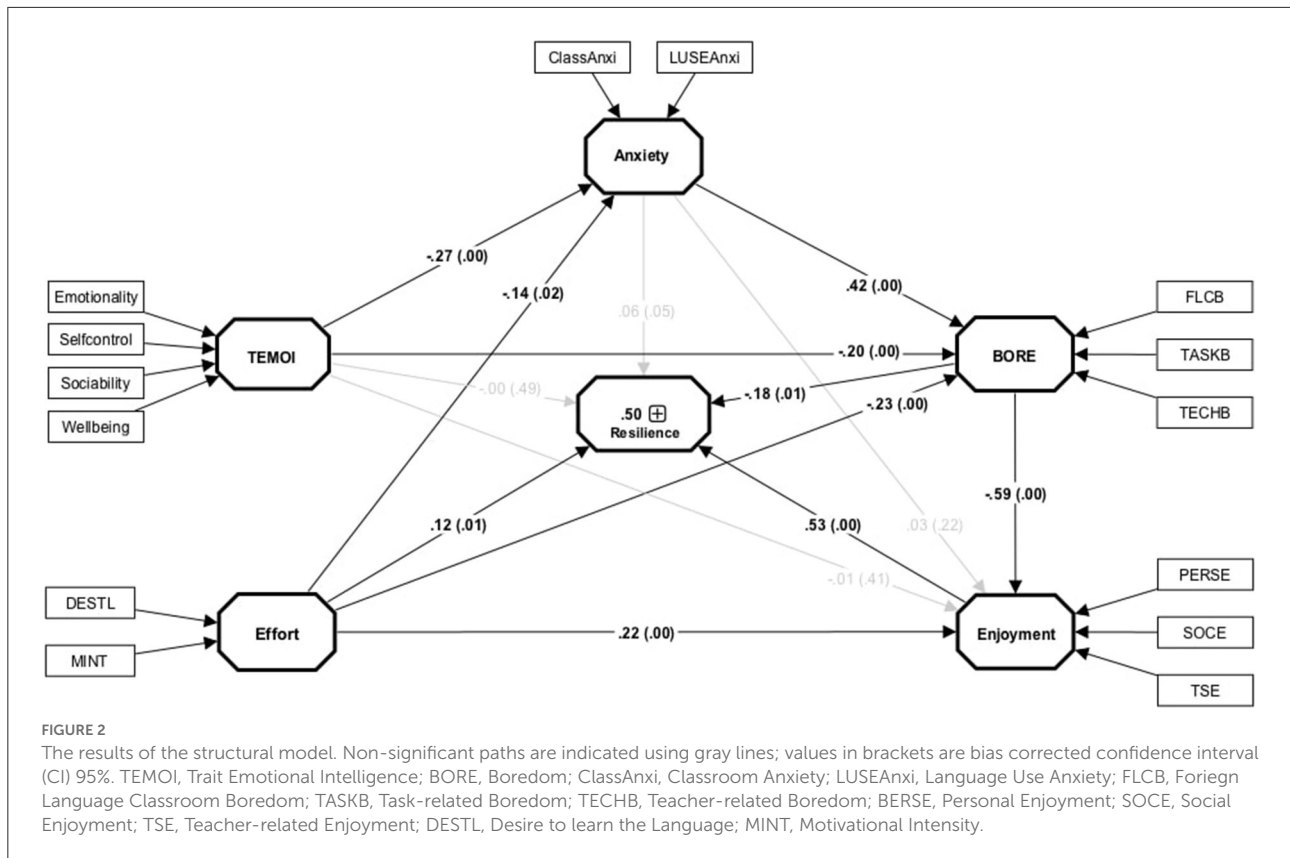 ClassAnxi
LUSEAnxi
Anxiety
-.27 (.00)
-.14 (.02)
.42 (.00)
.06 (.05)
Emotionality
Selfcontrol
Sociability
Wellbeing
TEMOI
-.20 (.00)
BORE
FLCB
TASKB
TECHB
-.00 (.49)
-.18 (.01)
-.23 (.00)
.50
Resilience
-.59 (.00)
.12 (.01)
.53 (.00)
.03 (.22)
-.01 (.41)
DESTL
MINT
Effort
.22 (.00)
Enjoyment
PERSE
SOCE
TSE
FIGURE 2
The results of the structural model. Non-significant paths are indicated using gray lines; values in brackets are bias corrected confidence interval
(CI) 95%. TEMOI, Trait Emotional Intelligence; BORE, Boredom; ClassAnxi, Classroom Anxiety; LUSEAnxi, Language Use Anxiety; FLCB, Foriegn
Language Classroom Boredom; TASKB, Task-related Boredom; TECHB, Teacher-related Boredom; BERSE, Personal Enjoyment; SOCE, Social
Enjoyment; TSE, Teacher-related Enjoyment; DESTL, Desire to learn the Language; MINT, Motivational Intensity.